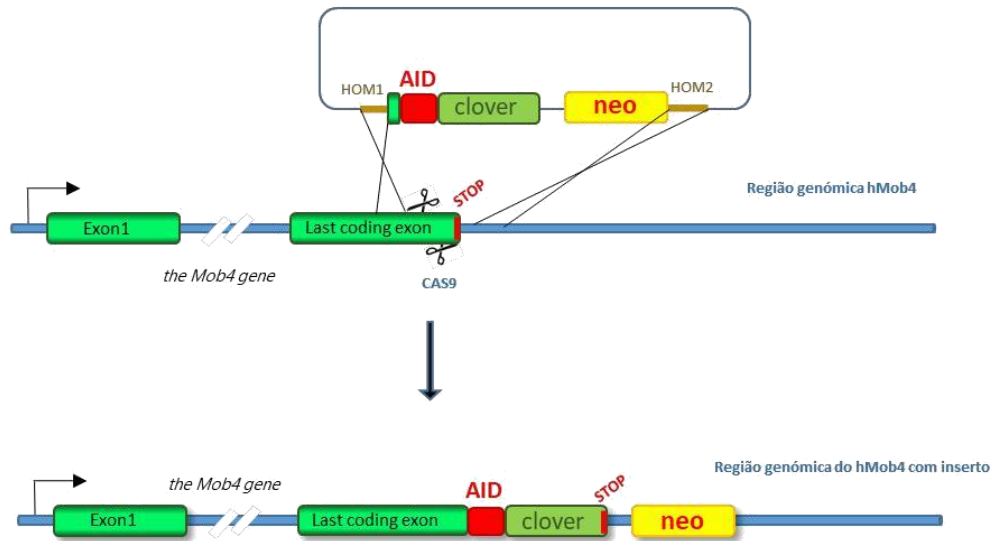 HOM1
AID
HOM2
clover
neo
STOP
Região genómica hMob4
Exon1
Last coding exon
the Mob4 gene
CAS9
Região genómica do hMob4 com inserto
the Mob4 gene
AID
STOP
Exon1
Last coding exon
clover
neo